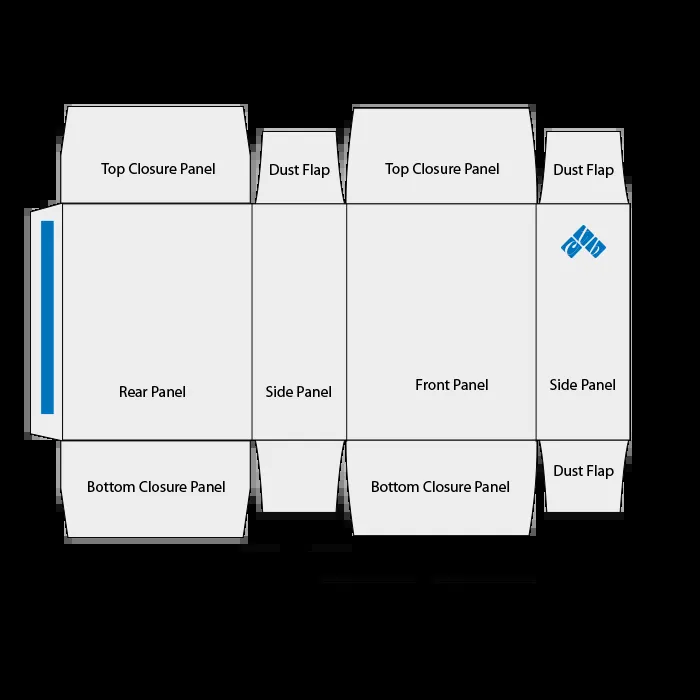 Top Closure Panel
Dust Flap
Top Closure Panel
Dust Flap
Rear Panel
Side Panel
Front Panel
Side Panel
Bottom Closure Panel
Bottom Closure Panel
Dust Flap